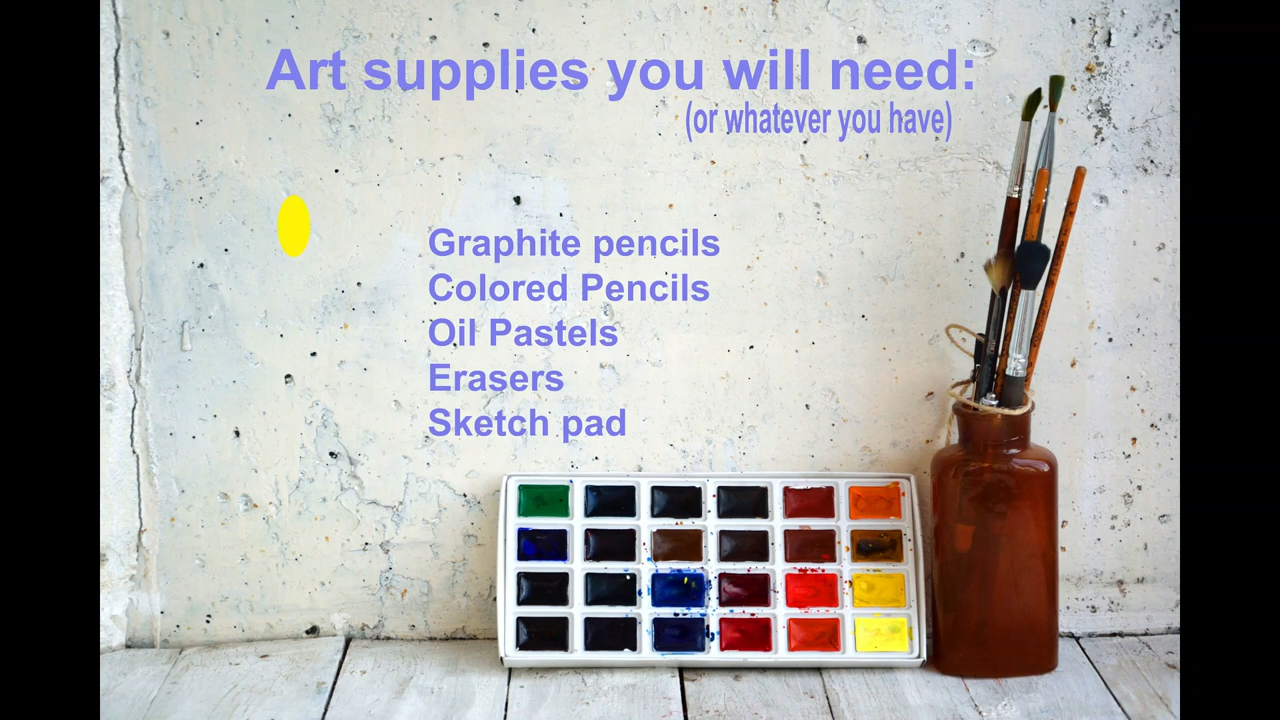 Art supplies you will need:
(or whatever you have)
Graphite pencils
Colored Pencils
Oil Pastels
Erasers
Sketch pad